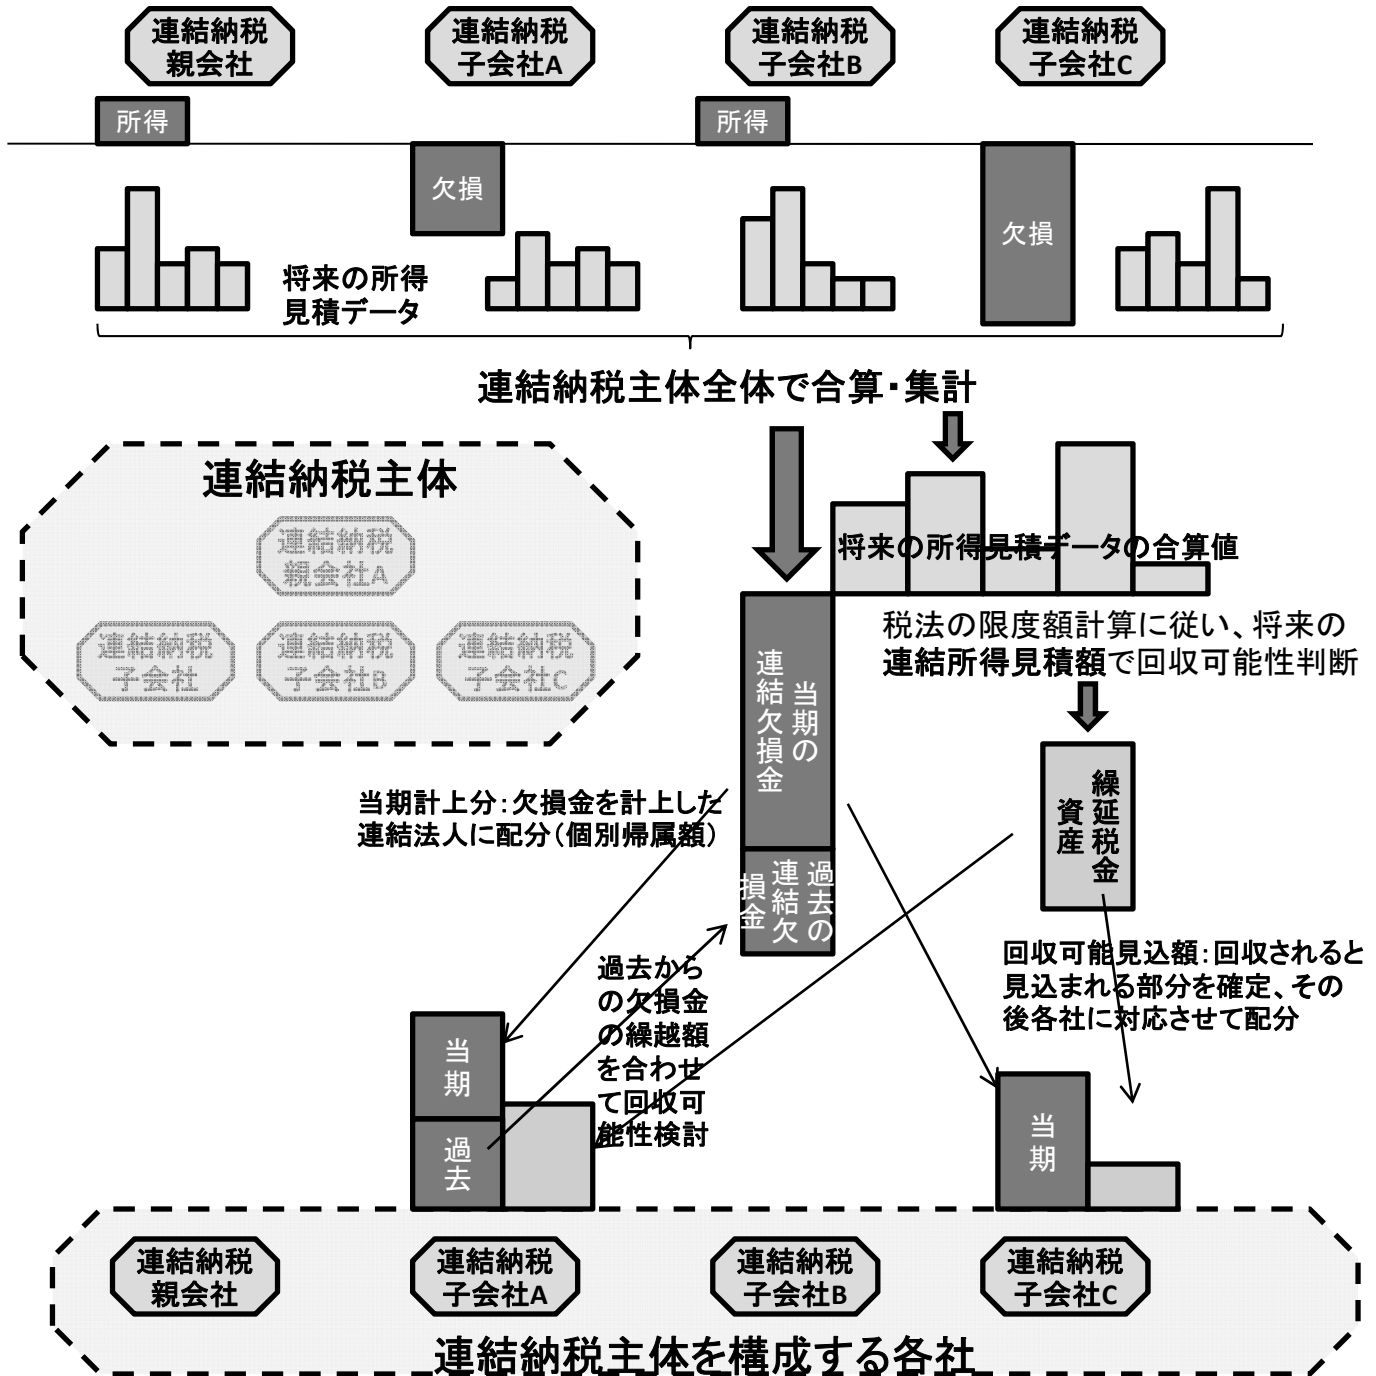 連結納税
親会社
連結納税
子会社A
連結納税
子会社B
連結納税
子会社C
所得
欠損
所得
欠損
将来の所得
見積データ
連結納税主体全体で合算・集計
連結納税主体
連結納税
親会社A
連結納税
子会社
連結納税
子会社B
連結納税
子会社C
将来の所得見積データの合算値
税法の限度額計算に従い、将来の
連結所得見積額で回収可能性判断
当期の
連結欠損金
過去の
連結欠
損金
繰延税金
資産
当期計上分：欠損金を計上した
連結法人に配分（個別帰属額）
過去から
の欠損金
の繰越額
を合わせ
て回収可
能性検討
回収可能見込額：回収されると
見込まれる部分を確定、その
後各社に対応させて配分
当期
過去
当期
連結納税
親会社
連結納税
子会社A
連結納税
子会社B
連結納税
子会社C
連結納税主体を構成する各社